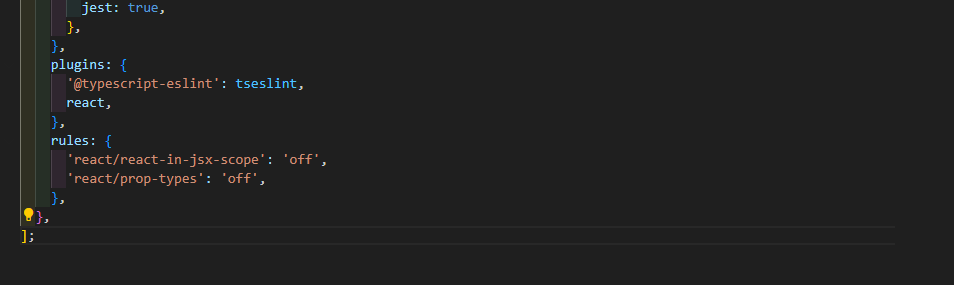 jest: true,
},
},
plugins: {
'@typescript-eslint': tseslint,
react,
},
rules: {
'react/react-in-jsx-scope': 'off',
'react/prop-types': 'off',
},
},
];